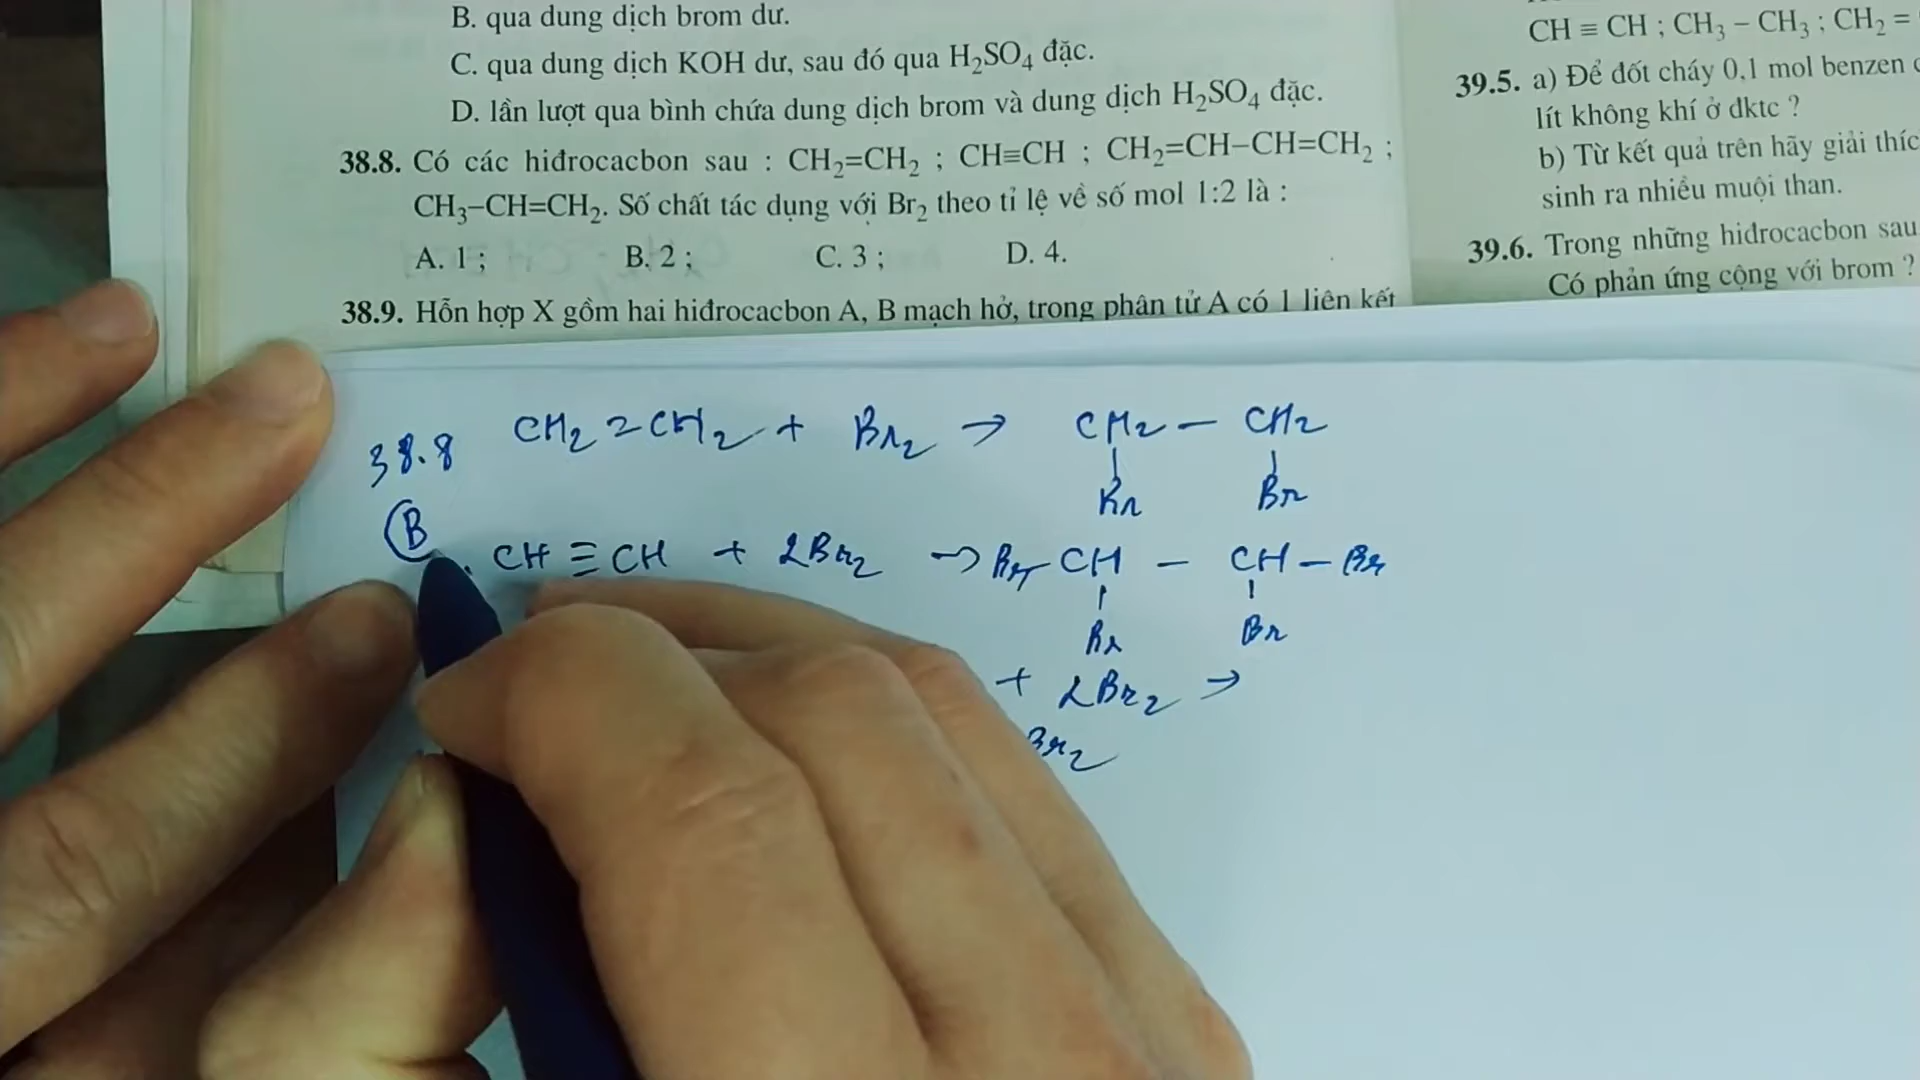 B. qua dung dịch brom dư.
C. qua dung dịch KOH dư, sau đó qua H₂SO₄ đặc.
D. lần lượt qua bình chứa dung dịch brom và dung dịch H₂SO₄ đặc.
38.8. Có các hiđrocacbon sau : CH₂=CH₂ ; CH≡CH ; CH₂=CH–CH=CH₂ ;
CH₃–CH=CH₂. Số chất tác dụng với Br₂ theo tỉ lệ về số mol 1:2 là :
A. 1 ; B. 2 ; C. 3 ; D. 4.
38.9. Hỗn hợp X gồm hai hiđrocacbon A, B mạch hở, trong phân tử A có 1 liên kết
CH ≡ CH ; CH₃ – CH₃ ; CH₂ =
39.5. a) Để đốt cháy 0,1 mol benzen
lít không khí ở đktc ?
b) Từ kết quả trên hãy giải thíc
sinh ra nhiều muội than.
39.6. Trong những hiđrocacbon sau
Có phản ứng cộng với brom ?
38.8 CH₂=CH₂ + Br₂ → CH₂ – CH₂
Br Br
B
CH ≡ CH + 2Br₂ → Br–CH – CH – Br
Br Br
+ 2Br₂ →
Br₂